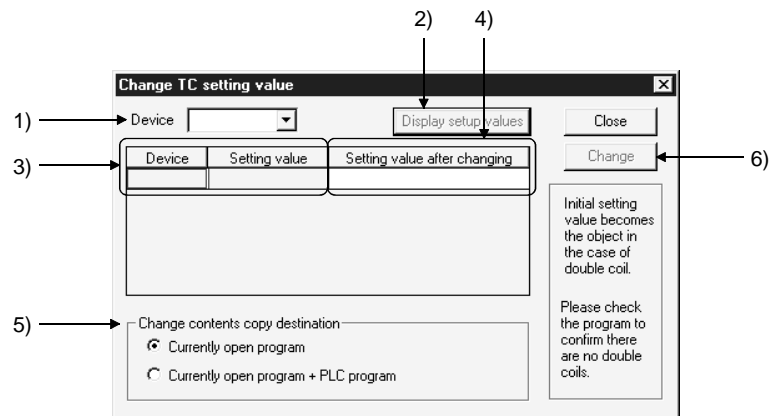 2) 4)
Change TC setting value
1) Device Display setup values Close
3) Device Setting value Setting value after changing Change 6)
Initial setting
value becomes
the object in
the case of
double coil.
Please check
the program to
confirm there
are no double
coils.
5) Change contents copy destination
Currently open program
Currently open program + PLC program